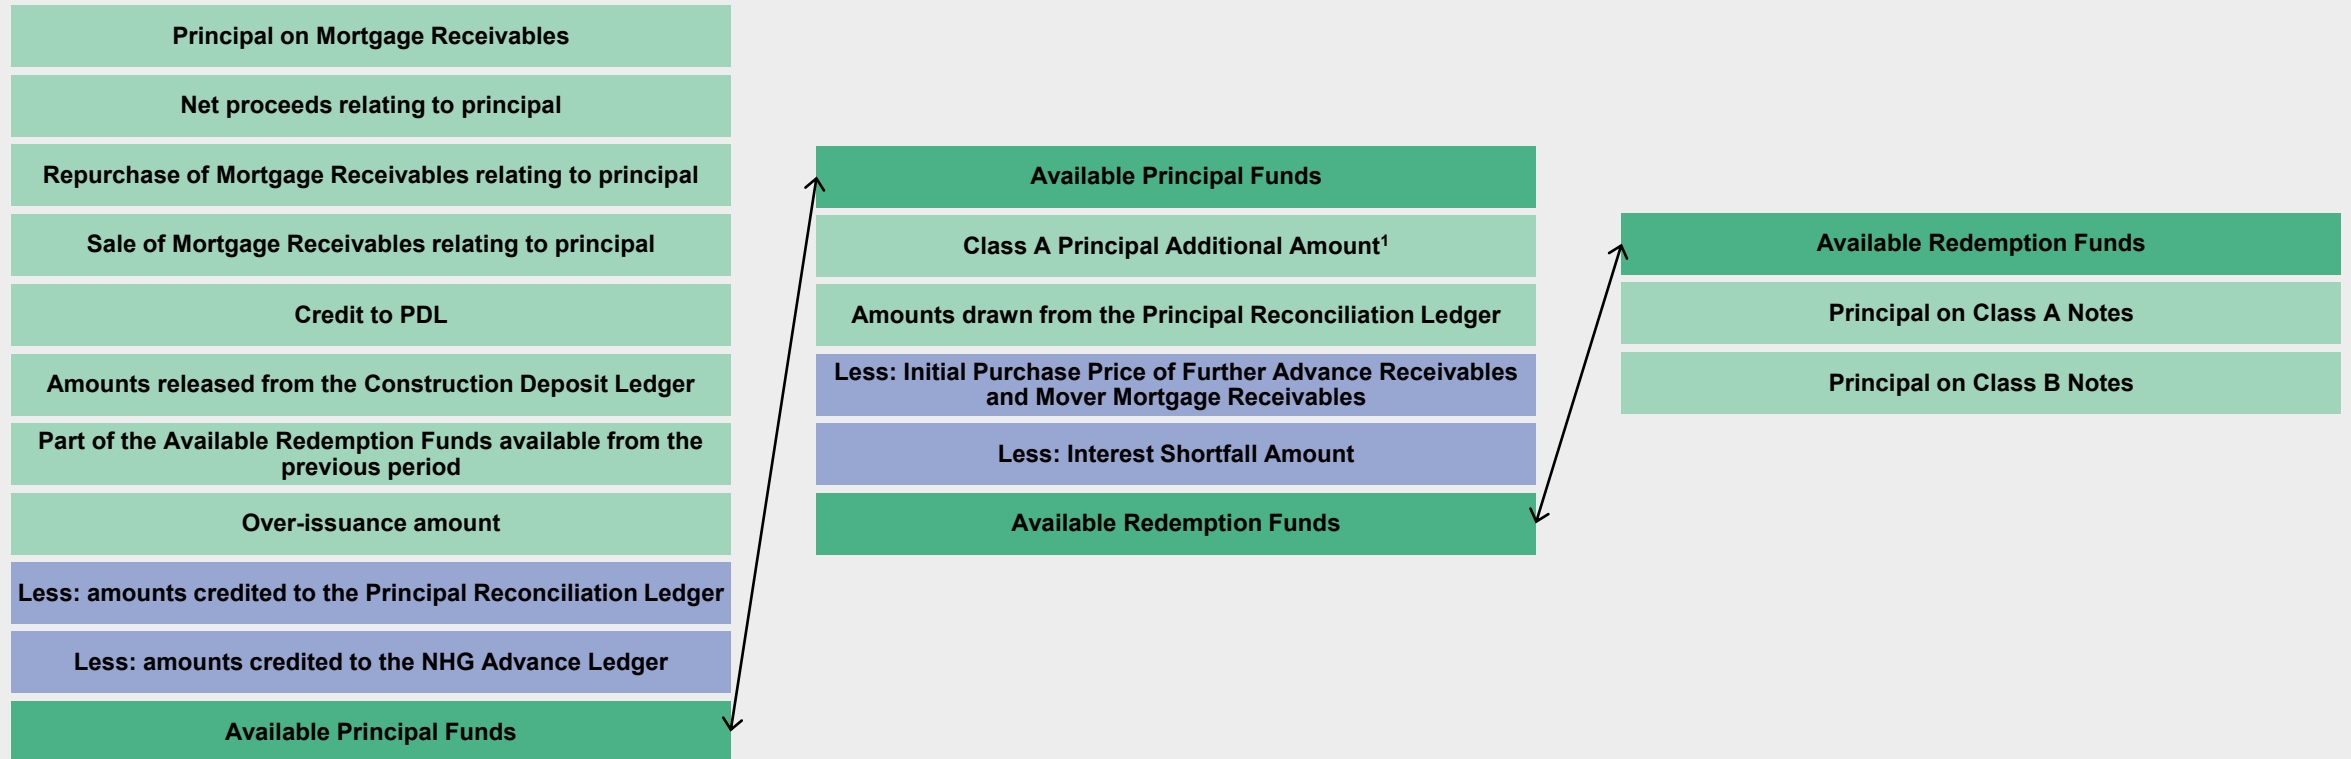 Principal on Mortgage Receivables
Net proceeds relating to principal
Repurchase of Mortgage Receivables relating to principal
Sale of Mortgage Receivables relating to principal
Credit to PDL
Amounts released from the Construction Deposit Ledger
Part of the Available Redemption Funds available from the
previous period
Over-issuance amount
Less: amounts credited to the Principal Reconciliation Ledger
Less: amounts credited to the NHG Advance Ledger
Available Principal Funds
Available Principal Funds
Class A Principal Additional Amount¹
Amounts drawn from the Principal Reconciliation Ledger
Less: Initial Purchase Price of Further Advance Receivables
and Mover Mortgage Receivables
Less: Interest Shortfall Amount
Available Redemption Funds
Available Redemption Funds
Principal on Class A Notes
Principal on Class B Notes